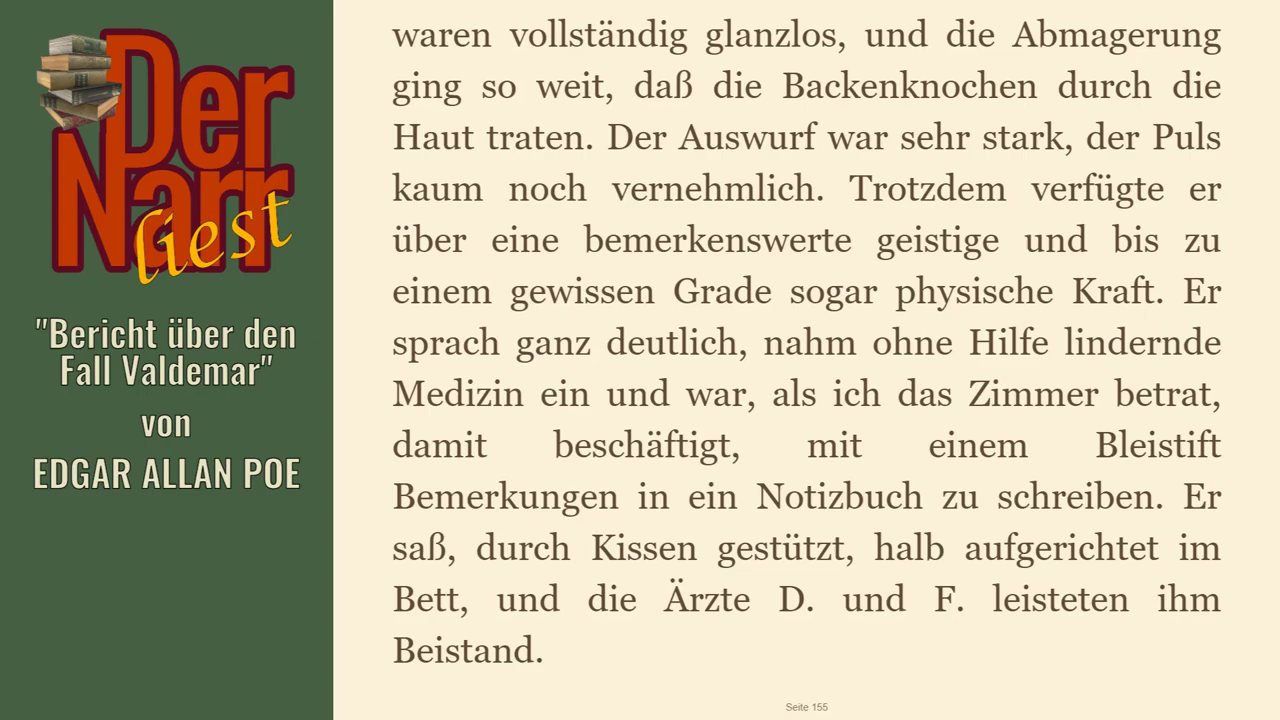 Der
Narr
liest
"Bericht über den
Fall Valdemar"
von
EDGAR ALLAN POE
waren vollständig glanzlos, und die Abmagerung
ging so weit, daß die Backenknochen durch die
Haut traten. Der Auswurf war sehr stark, der Puls
kaum noch vernehmlich. Trotzdem verfügte er
über eine bemerkenswerte geistige und bis zu
einem gewissen Grade sogar physische Kraft. Er
sprach ganz deutlich, nahm ohne Hilfe lindernde
Medizin ein und war, als ich das Zimmer betrat,
damit beschäftigt, mit einem Bleistift
Bemerkungen in ein Notizbuch zu schreiben. Er
saß, durch Kissen gestützt, halb aufgerichtet im
Bett, und die Ärzte D. und F. leisteten ihm
Beistand.
Seite 155